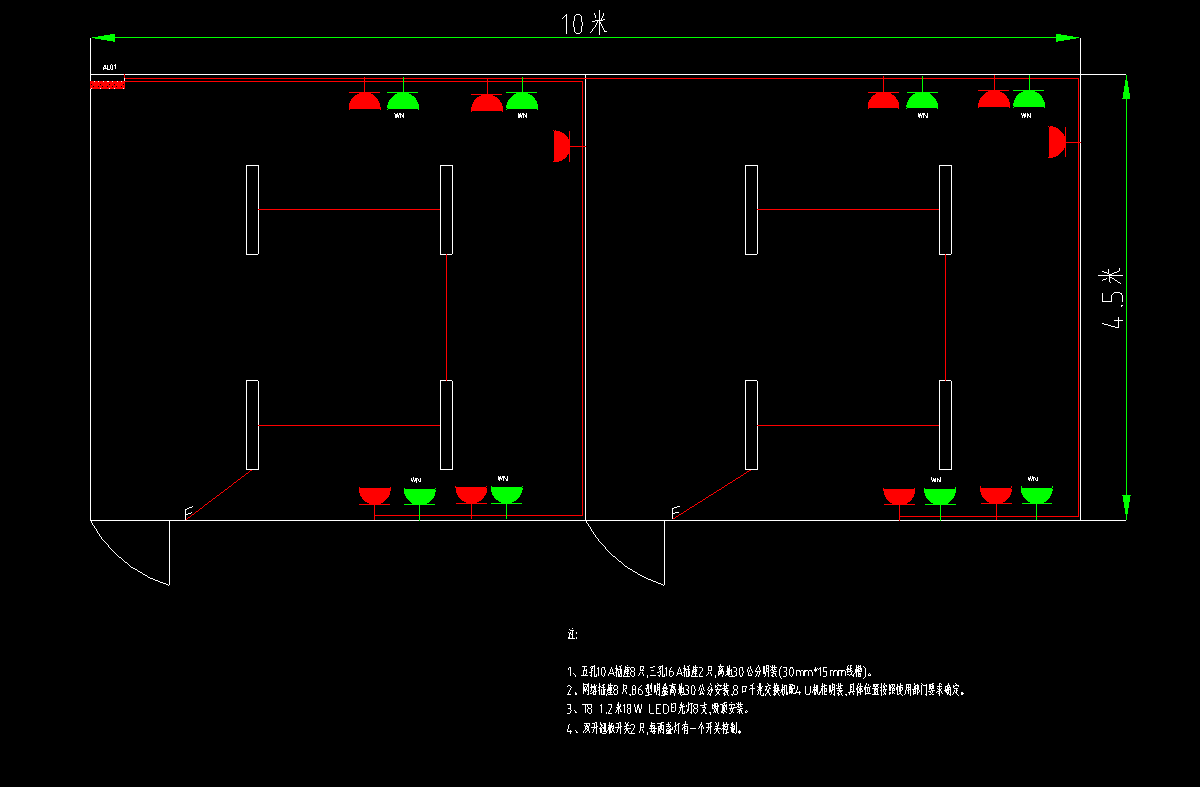 10米
AL01
WN WN WN WN
4.5米
WN WN WN WN
注:
1、五孔10A插座8只,三孔16A插座2只,离地30公分明装(30mm*15mm线槽)。
2、网络插座8只,86型明盒离地30公分安装,8口千兆交换机配4U机柜明装,具体位置按照使用部门要求确定。
3、T8 1.2米18W LED日光灯8支,吸顶安装。
4、双开翘板开关2只,每两盏灯有一个开关控制。